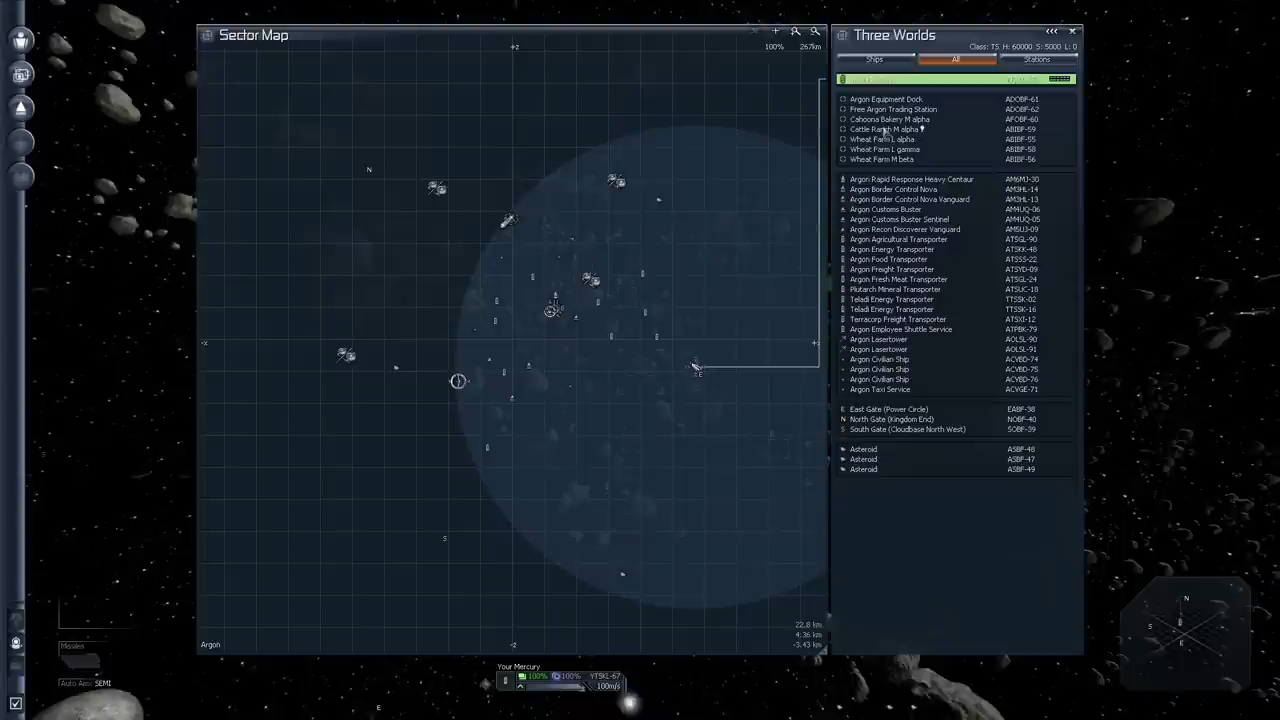 Sector Map
100% 267km
+z
N
-x
+x
E
S
22.8 km
4.36 km
-3.43 km
Argon
-z
Three Worlds
Class: TS H: 60000 S: 5000 L: 0
Ships All Stations
Argon Equipment Dock ADOBF-61
Free Argon Trading Station ADOBF-62
Cahoona Bakery M alpha AFOBF-60
Cattle Ranch M alpha ABIBF-59
Wheat Farm L alpha ABIBF-55
Wheat Farm L gamma ABIBF-58
Wheat Farm M beta ABIBF-56
Argon Rapid Response Heavy Centaur AM6MJ-30
Argon Border Control Nova AM3HL-14
Argon Border Control Nova Vanguard AM3HL-13
Argon Customs Buster AM4UQ-06
Argon Customs Buster Sentinel AM4UQ-05
Argon Recon Discoverer Vanguard AM5UJ-09
Argon Agricultural Transporter ATSGL-90
Argon Energy Transporter ATSKK-48
Argon Food Transporter ATSSS-22
Argon Freight Transporter ATSYD-09
Argon Fresh Meat Transporter ATSGL-24
Plutarch Mineral Transporter ATSUC-18
Teladi Energy Transporter TTSSK-02
Teladi Energy Transporter TTSSK-16
Terracorp Freight Transporter ATSXI-12
Argon Employee Shuttle Service ATPBK-79
Argon Lasertower AOLSL-90
Argon Lasertower AOLSL-91
Argon Civilian Ship ACYBD-74
Argon Civilian Ship ACYBD-75
Argon Civilian Ship ACYBD-76
Argon Taxi Service ACYGE-71
E East Gate (Power Circle) EABF-38
N North Gate (Kingdom End) NOBF-40
S South Gate (Cloudbase North West) SOBF-39
Asteroid ASBF-48
Asteroid ASBF-47
Asteroid ASBF-49
Missiles
Auto Aim: SEMI
Your Mercury
100% 100% YTSKL-67
100m/s
E
N
S
E